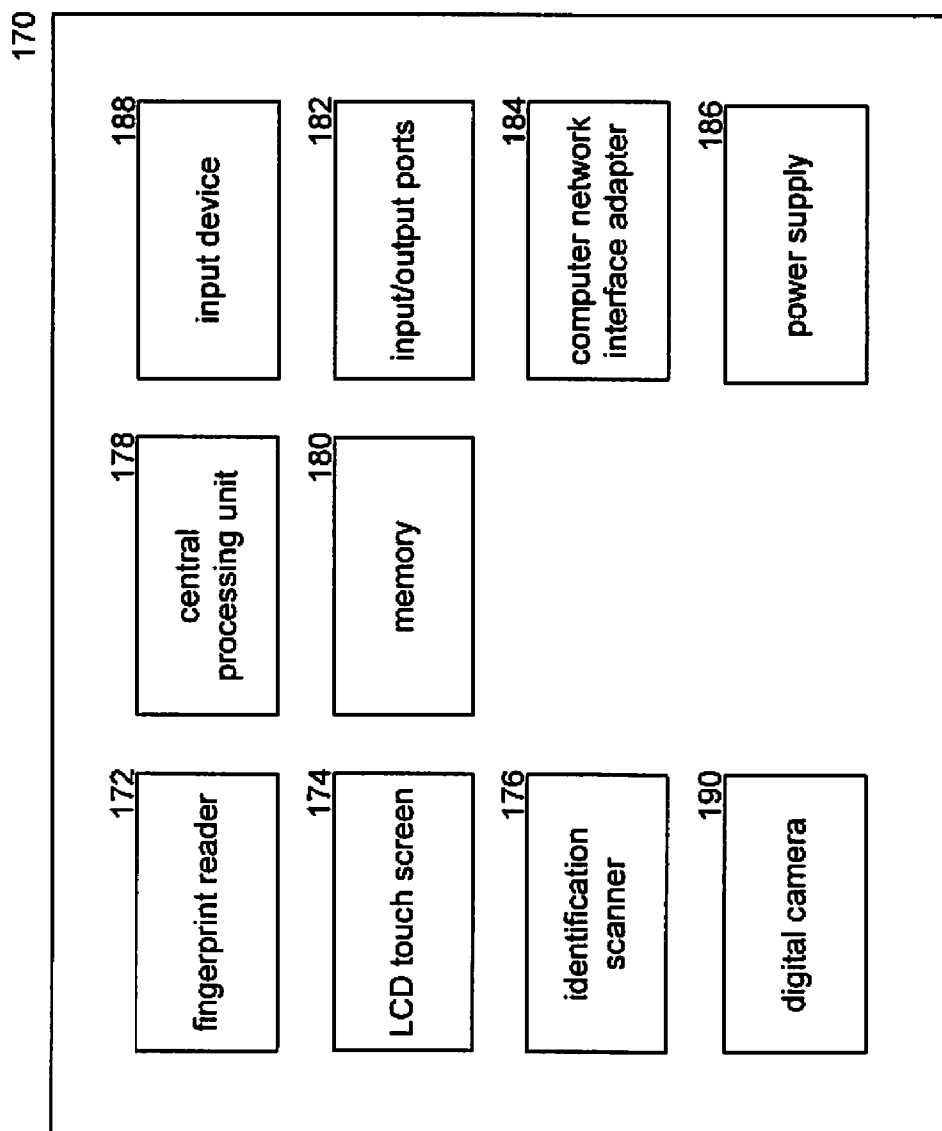 170
172
fingerprint reader
178
central
processing unit
188
input device
174
LCD touch screen
180
memory
182
input/output ports
176
identification
scanner
184
computer network
interface adapter
190
digital camera
186
power supply